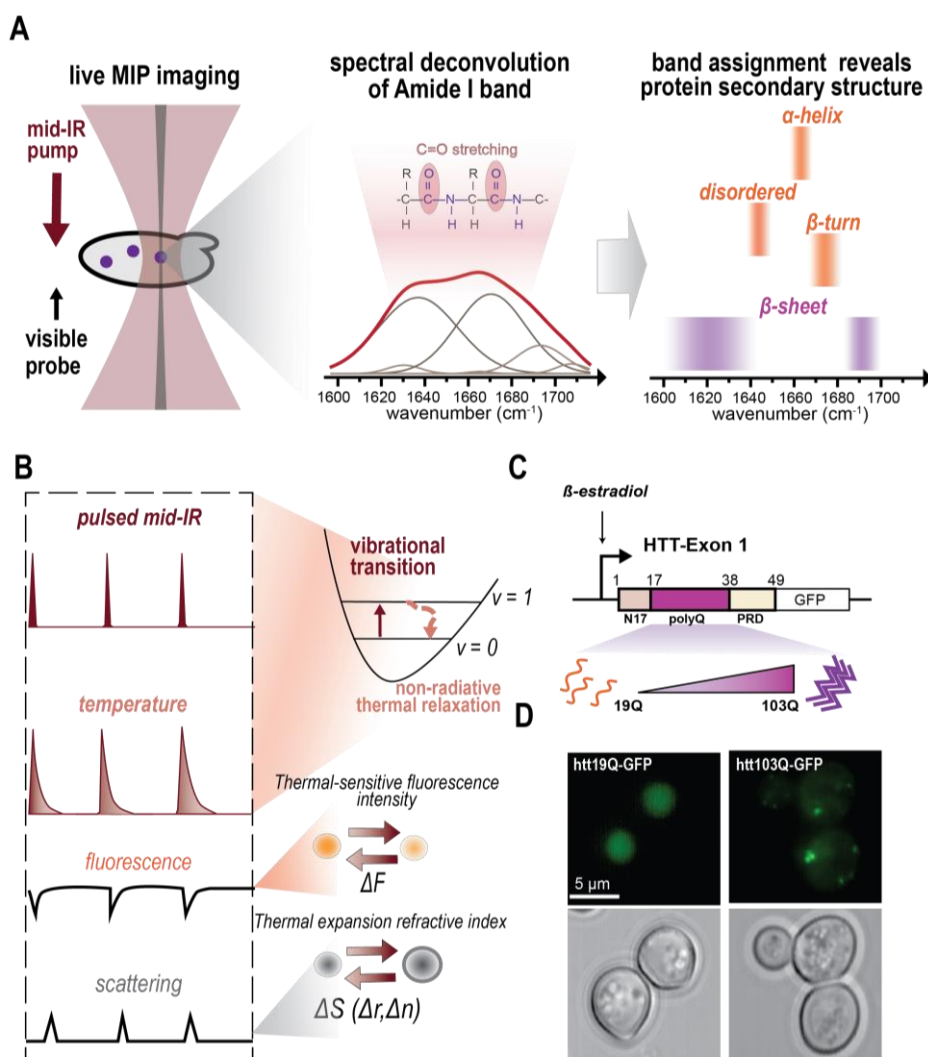 A
live MIP imaging
mid-IR
pump
visible
probe
spectral deconvolution
of Amide I band
C=O stretching
R O R O
-C-C-N-C-C-N-C-
H H H H
1600 1620 1640 1660 1680 1700
wavenumber (cm⁻¹)
band assignment reveals
protein secondary structure
α-helix
disordered
β-turn
β-sheet
1600 1620 1640 1660 1680 1700
wavenumber (cm⁻¹)
B
pulsed mid-IR
vibrational
transition
v = 1
v = 0
non-radiative
thermal relaxation
temperature
Thermal-sensitive fluorescence
intensity
fluorescence
ΔF
Thermal expansion refractive index
scattering
ΔS (Δr,Δn)
C
ß-estradiol
HTT-Exon 1
1 17 38 49
GFP
N17 polyQ PRD
19Q 103Q
D
htt19Q-GFP
htt103Q-GFP
5 µm